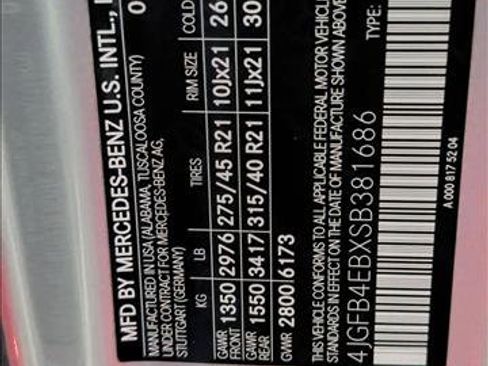 MFD BY MERCEDES-BENZ U.S. INTL.,
MANUFACTURED IN USA (ALABAMA, TUSCALOOSA COUNTY) 0
UNDER CONTRACT FOR MERCEDES-BENZ AG,
STUTTGART (GERMANY)
KG LB TIRES RIM SIZE COLD
GAWR FRONT 1350 2976 275/45 R21 10Jx21 26
GAWR REAR 1550 3417 315/40 R21 11Jx21 30
GVWR 2800 6173
THIS VEHICLE CONFORMS TO ALL APPLICABLE FEDERAL MOTOR VEHICL
STANDARDS IN EFFECT ON THE DATE OF MANUFACTURE SHOWN ABOVE
4JGFB4EBXSB381686 TYPE:
A 000 817 52 04